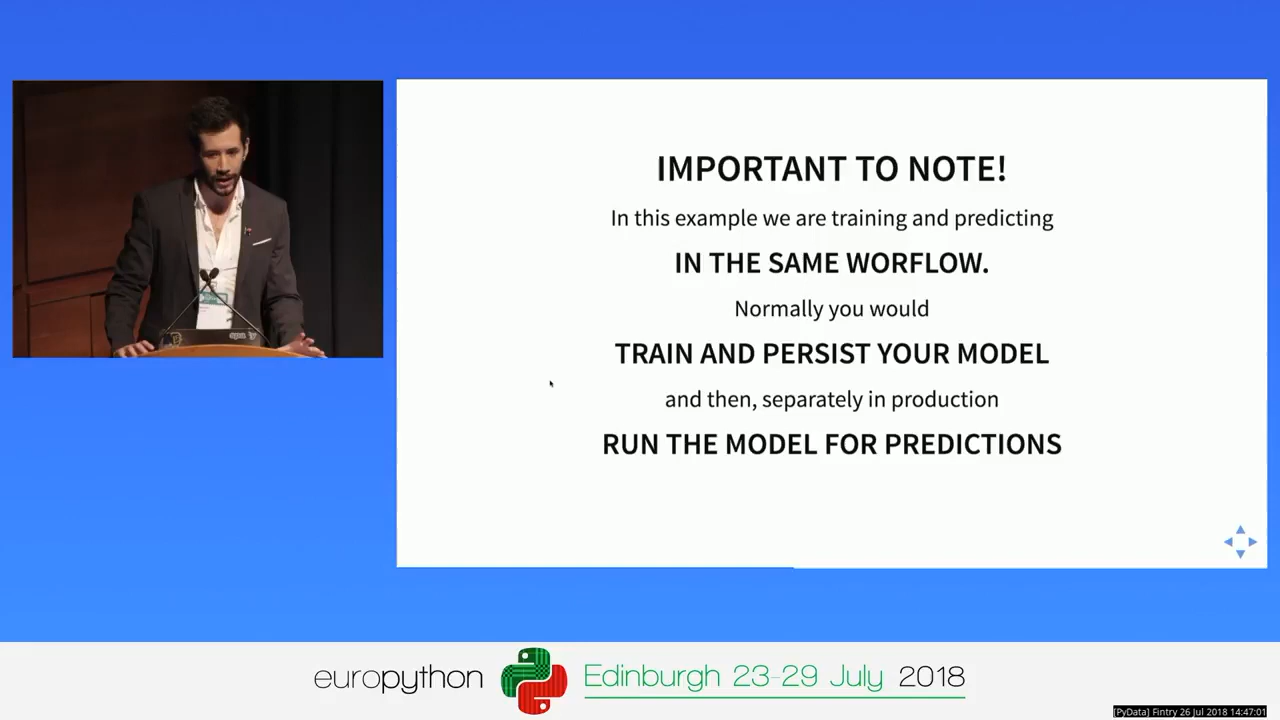 IMPORTANT TO NOTE!
In this example we are training and predicting
IN THE SAME WORFLOW.
Normally you would
TRAIN AND PERSIST YOUR MODEL
and then, separately in production
RUN THE MODEL FOR PREDICTIONS
europython Edinburgh 23-29 July 2018
[PyData] Fintry 26 Jul 2018 14:47:01